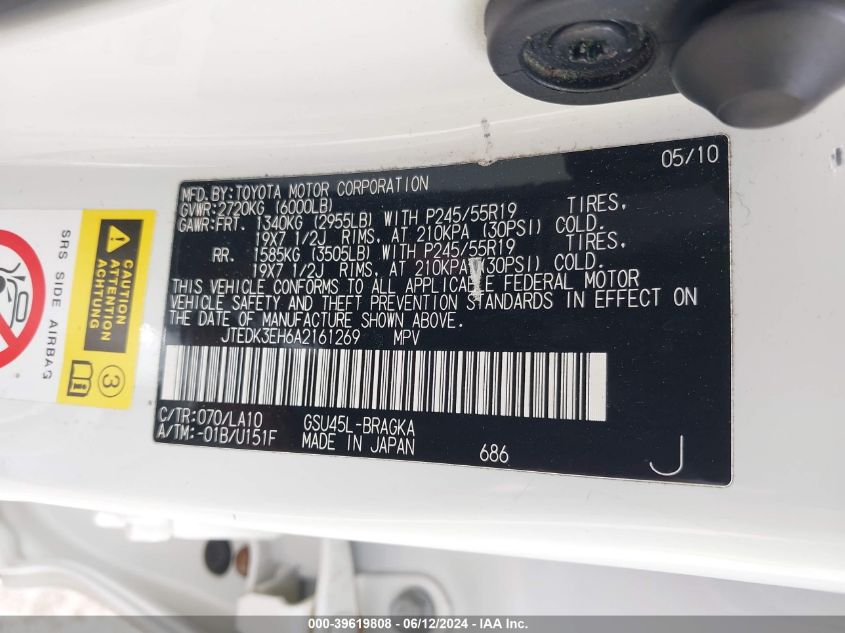 05/10
MFD.BY:TOYOTA MOTOR CORPORATION
GVWR:2720KG (6000LB)
GAWR:FRT. 1340KG (2955LB) WITH P245/55R19 TIRES,
19X7 1/2J RIMS, AT 210KPA (30PSI) COLD.
RR. 1585KG (3505LB) WITH P245/55R19 TIRES,
19X7 1/2J RIMS, AT 210KPA (30PSI) COLD.
THIS VEHICLE CONFORMS TO ALL APPLICABLE FEDERAL MOTOR
VEHICLE SAFETY AND THEFT PREVENTION STANDARDS IN EFFECT ON
THE DATE OF MANUFACTURE SHOWN ABOVE.
JTEDK3EH6A2161269 MPV
C/TR:070/LA10 GSU45L-BRAGKA
A/TM:-01B/U151F MADE IN JAPAN 686 J
SRS SIDE AIRBAG
CAUTION
ATTENTION
3
000-39619808 - 06/12/2024 - IAA Inc.